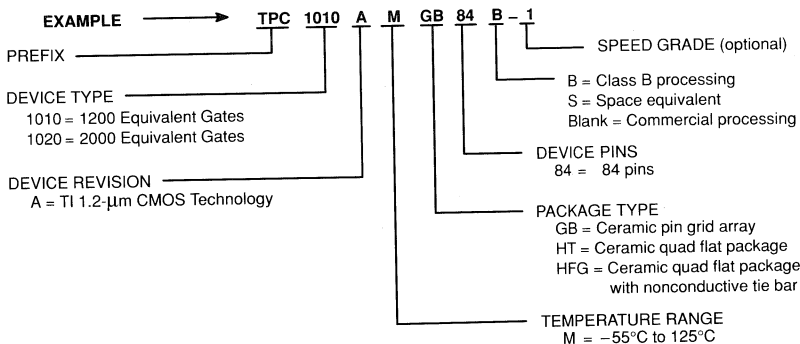 EXAMPLE TPC 1010 A M GB 84 B - 1
PREFIX
SPEED GRADE (optional)
B = Class B processing
S = Space equivalent
Blank = Commercial processing
DEVICE TYPE
1010 = 1200 Equivalent Gates
1020 = 2000 Equivalent Gates
DEVICE PINS
84 = 84 pins
DEVICE REVISION
A = TI 1.2-μm CMOS Technology
PACKAGE TYPE
GB = Ceramic pin grid array
HT = Ceramic quad flat package
HFG = Ceramic quad flat package
with nonconductive tie bar
TEMPERATURE RANGE
M = −55°C to 125°C